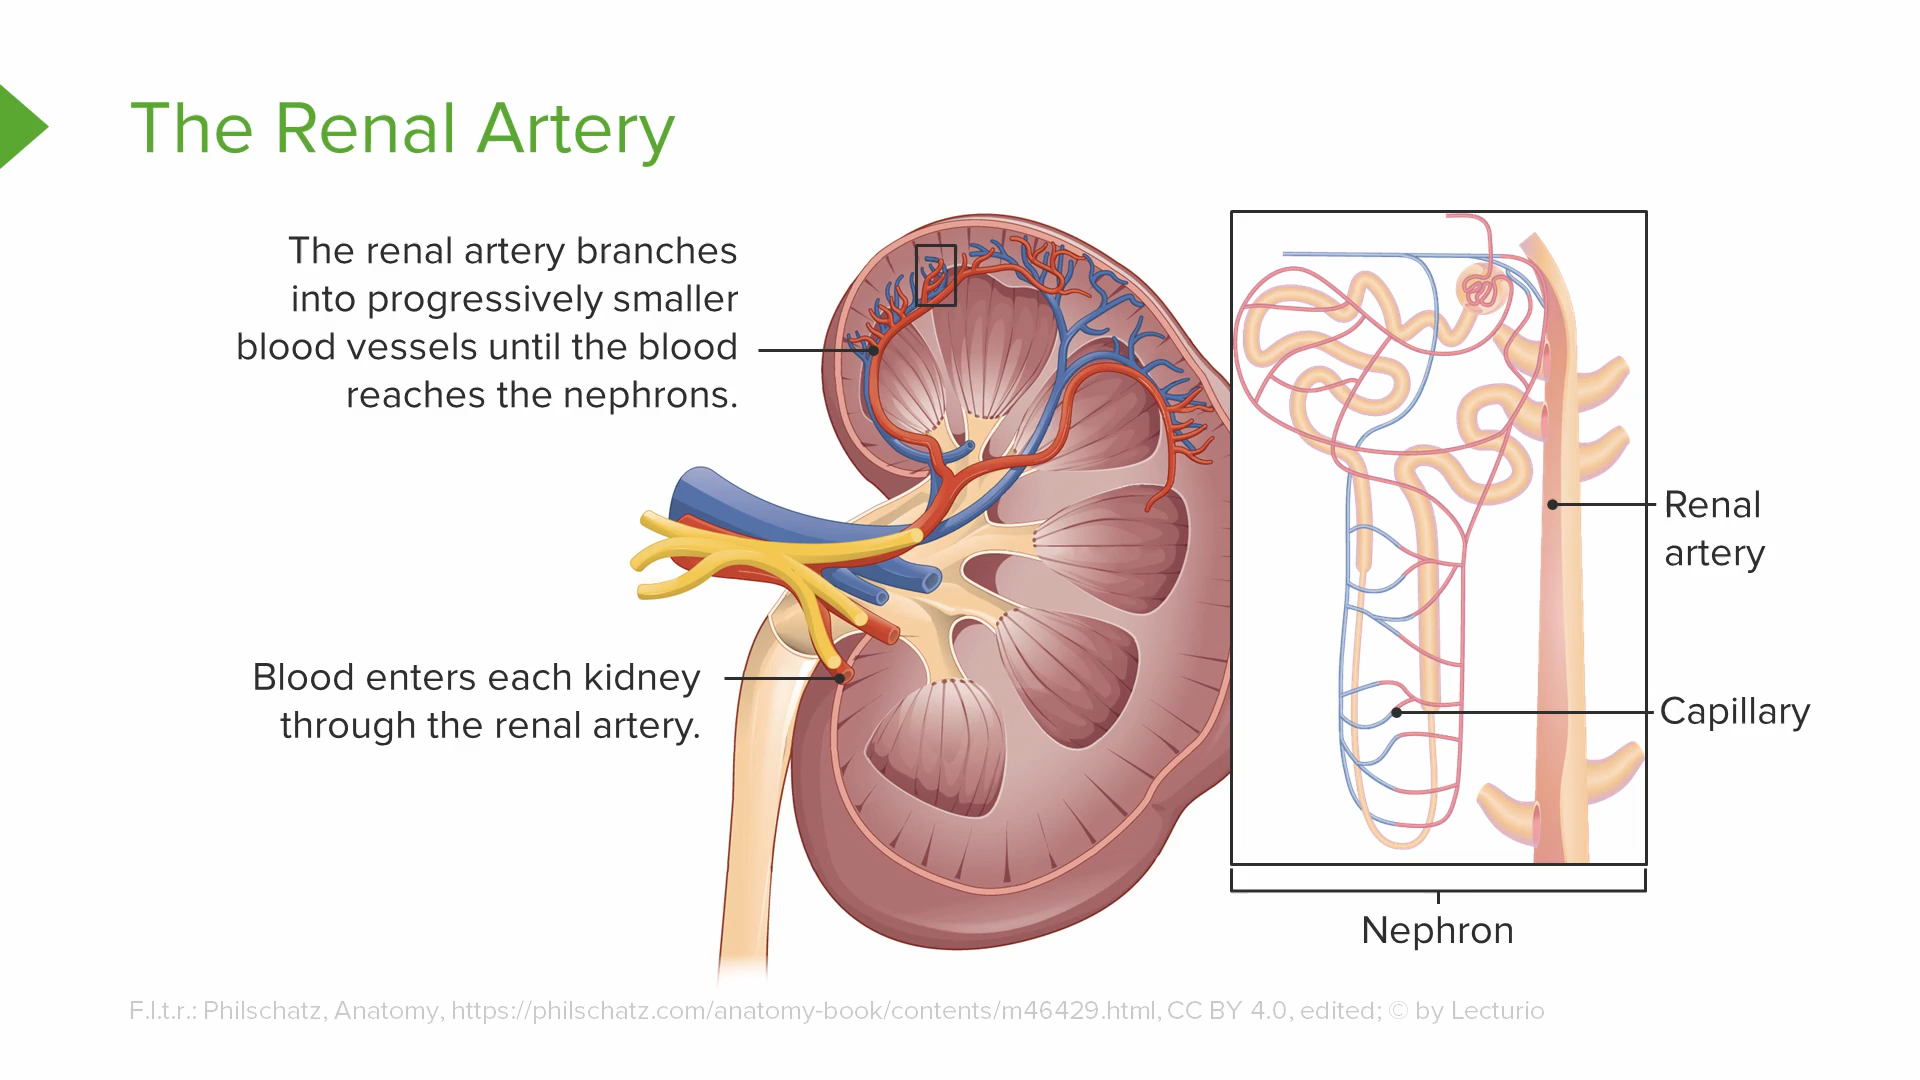 The Renal Artery
The renal artery branches
into progressively smaller
blood vessels until the blood
reaches the nephrons.
Blood enters each kidney
through the renal artery.
Renal
artery
Capillary
Nephron
F.l.t.r.: Philschatz, Anatomy, https://philschatz.com/anatomy-book/contents/m46429.html, CC BY 4.0, edited; © by Lecturio